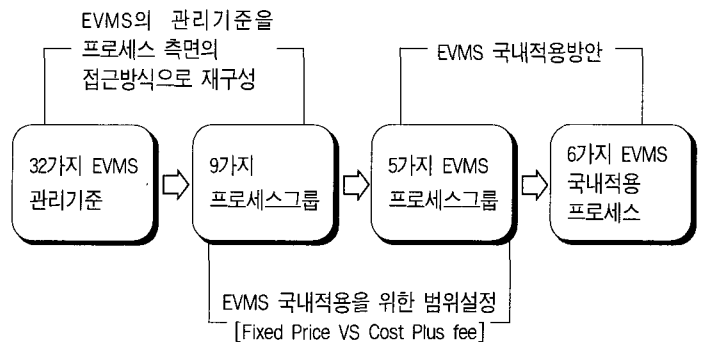 EVMS의 관리기준을
프로세스 측면의
접근방식으로 재구성
EVMS 국내적용방안
32가지 EVMS
관리기준
9가지
프로세스그룹
5가지 EVMS
프로세스그룹
6가지 EVMS
국내적용
프로세스
EVMS 국내적용을 위한 범위설정
[Fixed Price VS Cost Plus fee]